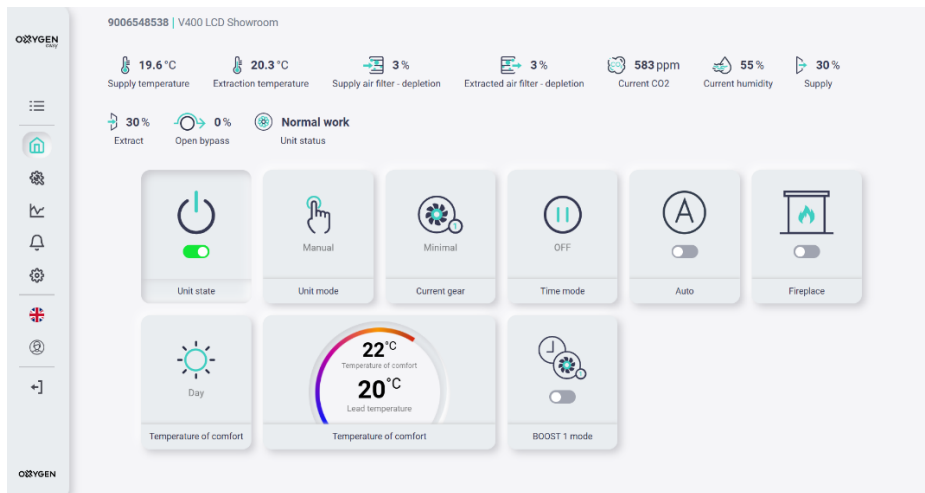 9006548538 | V400 LCD Showroom
OXYGEN
easy
19.6 °C
Supply temperature
20.3 °C
Extraction temperature
3 %
Supply air filter - depletion
3 %
Extracted air filter - depletion
CO2
583 ppm
Current CO2
55 %
Current humidity
30 %
Supply
30 %
Extract
0 %
Open bypass
Normal work
Unit status
Unit state
Manual
Unit mode
1
Minimal
Current gear
OFF
Time mode
A
Auto
Fireplace
Day
Temperature of comfort
22°C
Temperature of comfort
20°C
Lead temperature
Temperature of comfort
BOOST 1 mode
OXYGEN